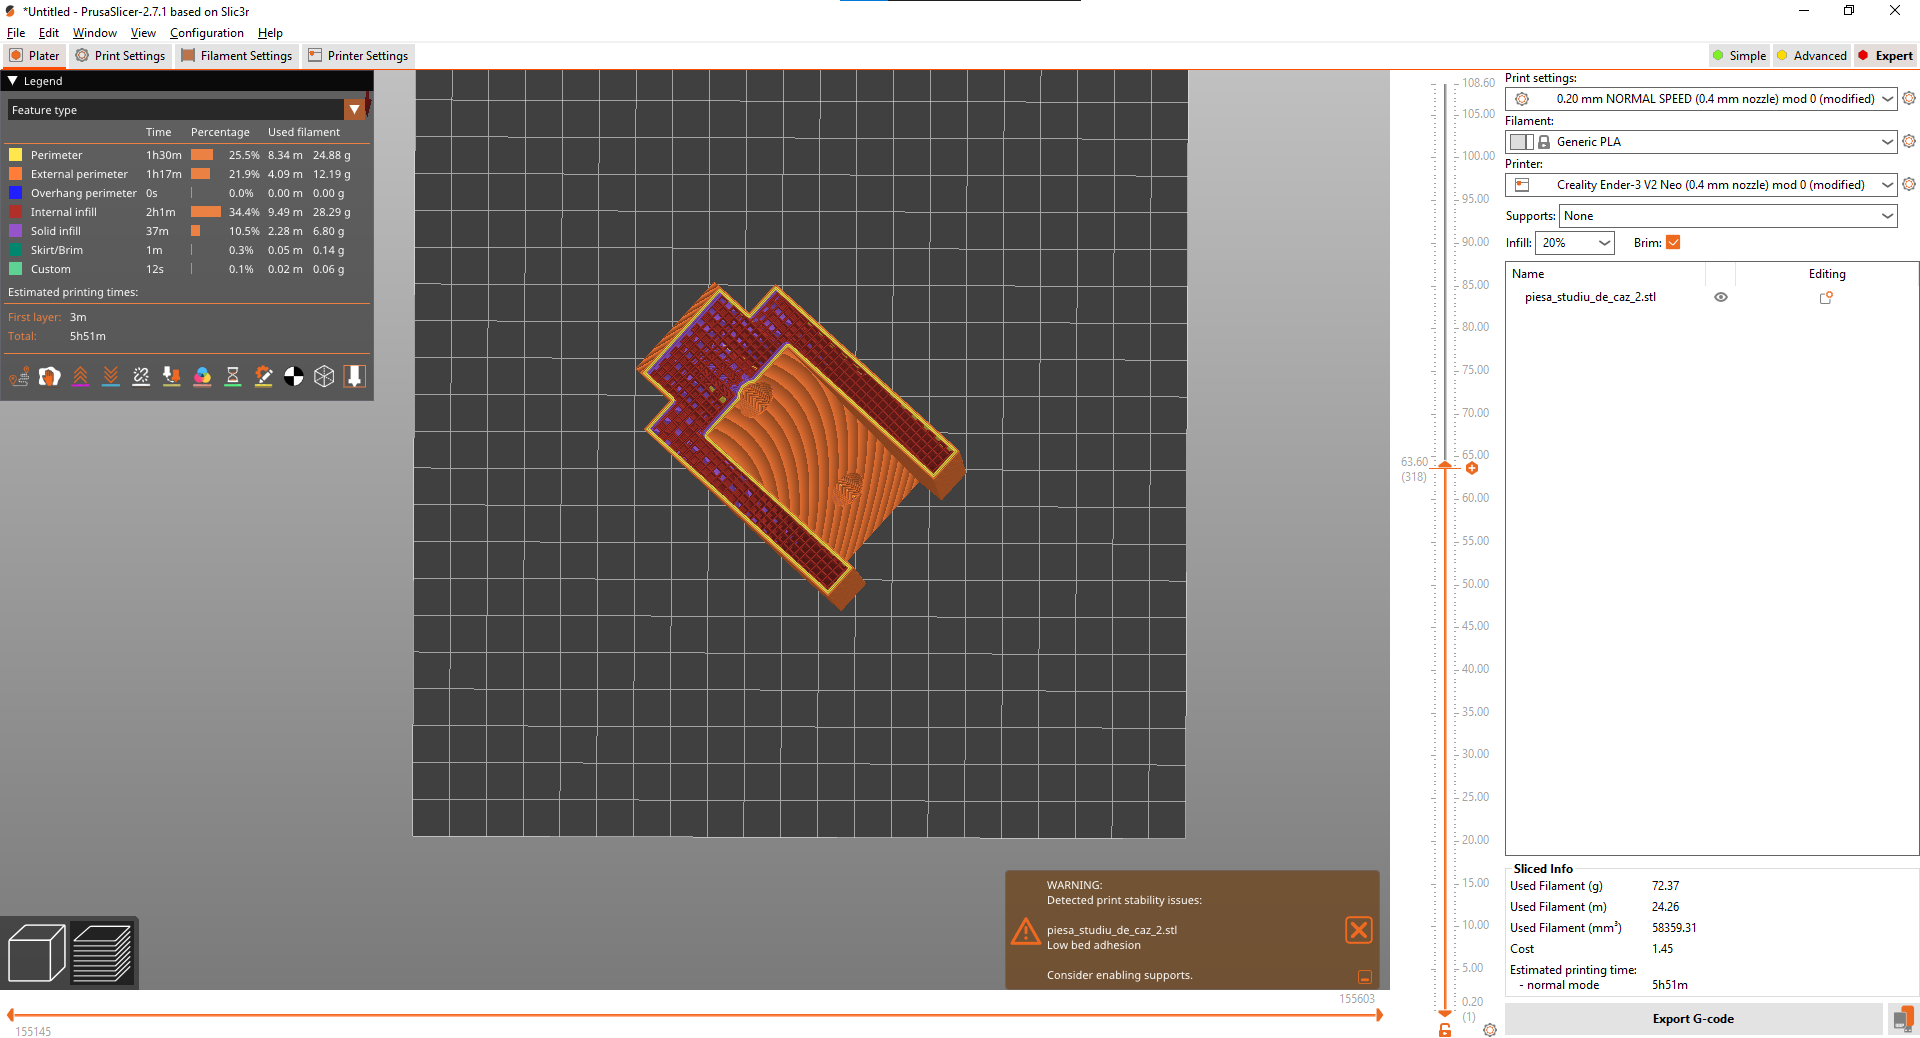 *Untitled - PrusaSlicer-2.7.1 based on Slic3r
File Edit Window View Configuration Help
Plater Print Settings Filament Settings Printer Settings
Simple Advanced Expert
Legend
Feature type
Time Percentage Used filament
Perimeter 1h30m 25.5% 8.34 m 24.88 g
External perimeter 1h17m 21.9% 4.09 m 12.19 g
Overhang perimeter 0s 0.0% 0.00 m 0.00 g
Internal infill 2h1m 34.4% 9.49 m 28.29 g
Solid infill 37m 10.5% 2.28 m 6.80 g
Skirt/Brim 1m 0.3% 0.05 m 0.14 g
Custom 12s 0.1% 0.02 m 0.06 g
Estimated printing times:
First layer: 3m
Total: 5h51m
WARNING:
Detected print stability issues:
piesa_studiu_de_caz_2.stl
Low bed adhesion
Consider enabling supports.
155603
155145
108.60
105.00
100.00
95.00
90.00
85.00
80.00
75.00
70.00
65.00
63.60
(318)
60.00
55.00
50.00
45.00
40.00
35.00
30.00
25.00
20.00
15.00
10.00
5.00
0.20
(1)
Print settings:
0.20 mm NORMAL SPEED (0.4 mm nozzle) mod 0 (modified)
Filament:
Generic PLA
Printer:
Creality Ender-3 V2 Neo (0.4 mm nozzle) mod 0 (modified)
Supports: None
Infill: 20% Brim:
Name Editing
piesa_studiu_de_caz_2.stl
Sliced Info
Used Filament (g) 72.37
Used Filament (m) 24.26
Used Filament (mm³) 58359.31
Cost 1.45
Estimated printing time:
- normal mode 5h51m
Export G-code